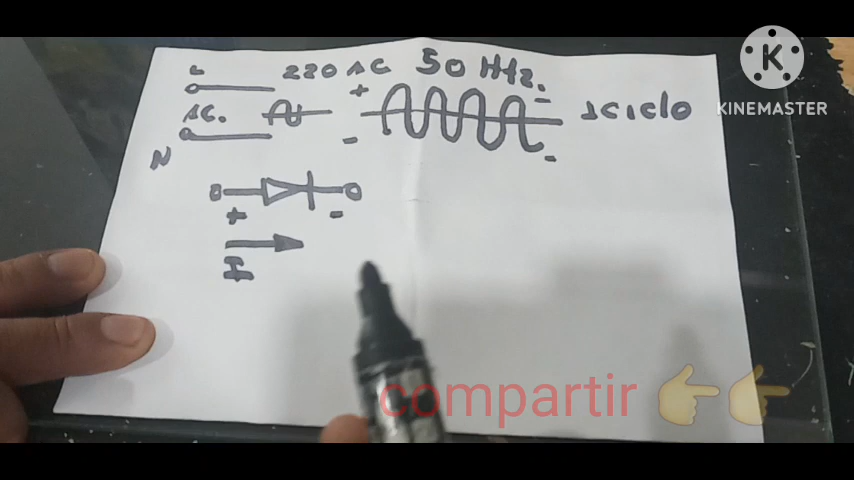 L 220 AC 50 Hz.
+ -
AC. 1 ciclo
- -
N
+ -
I
compartir
K
KINEMASTER